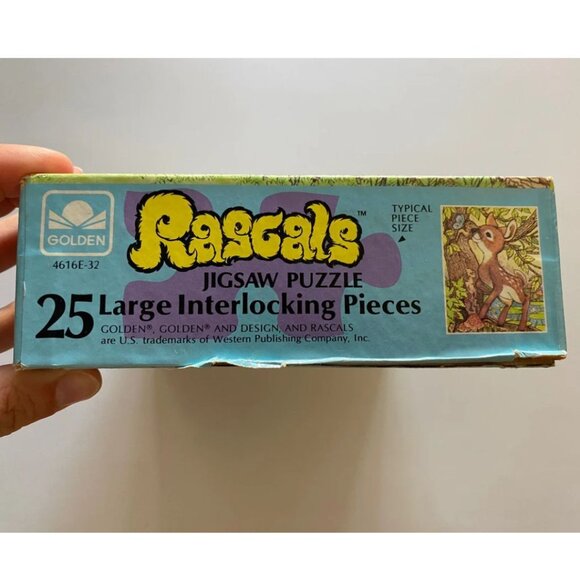 GOLDEN
4616E-32
Rascals™
JIGSAW PUZZLE
25 Large Interlocking Pieces
GOLDEN®, GOLDEN® AND DESIGN, AND RASCALS
are U.S. trademarks of Western Publishing Company, Inc.
TYPICAL
PIECE
SIZE